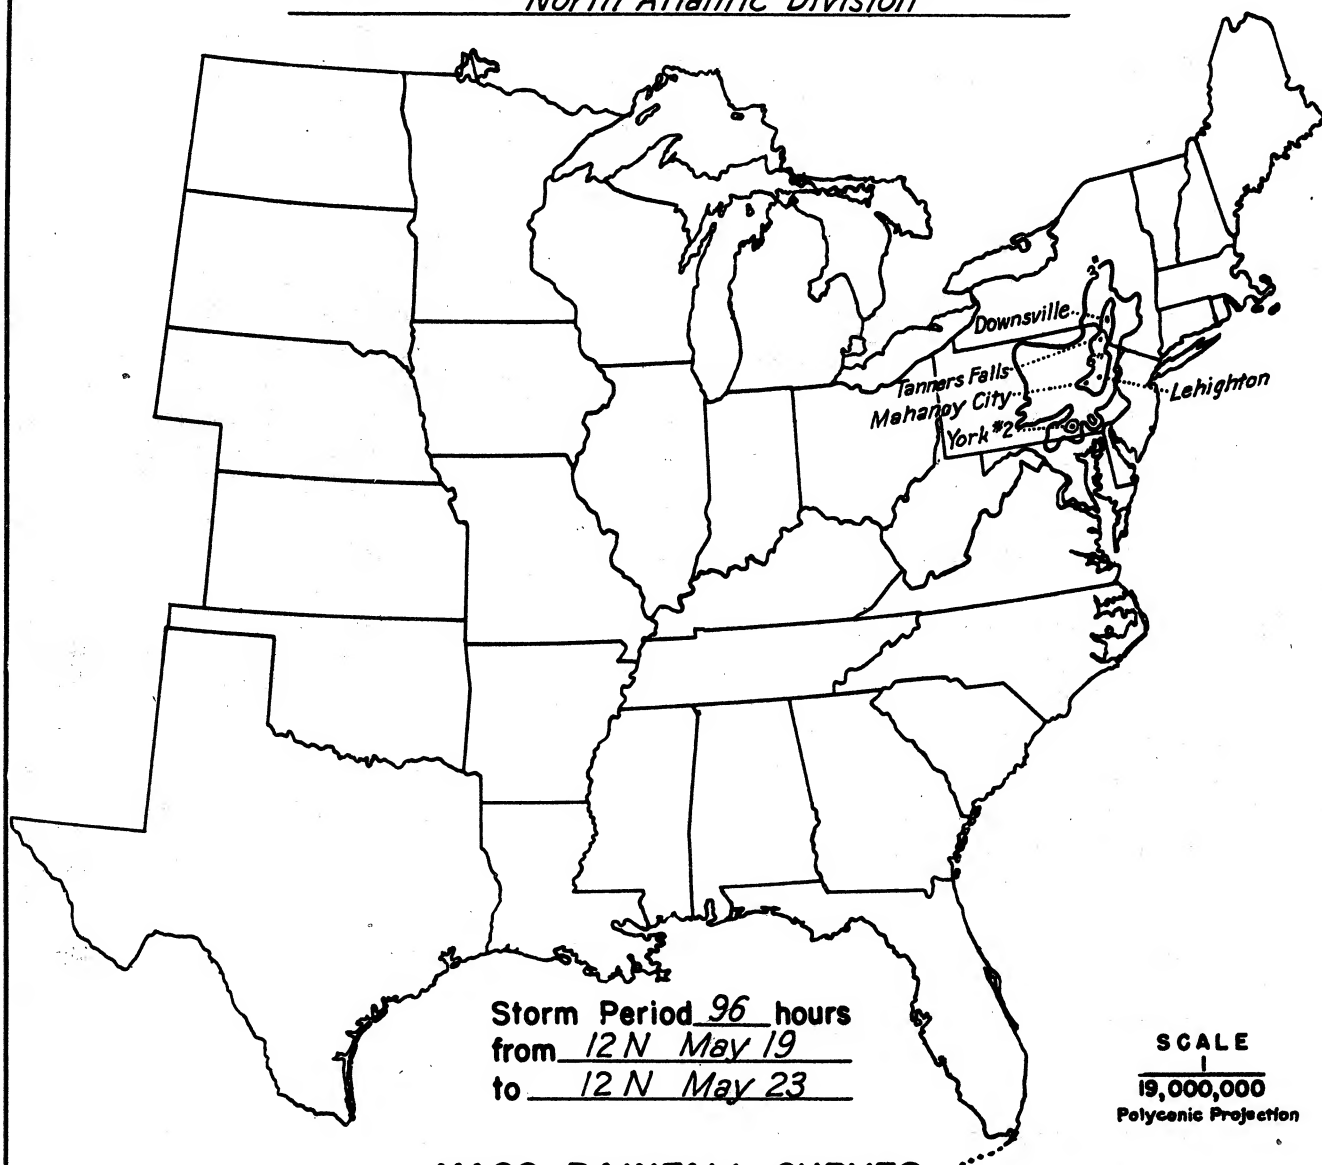 North Atlantic Division
Downsville
Tanners Falls
Mahanoy City
York #2
Lehighton
Storm Period 96 hours
from 12 N May 19
to 12 N May 23
SCALE
1
19,000,000
Polyconic Projection
MASS RAINFALL CURVES